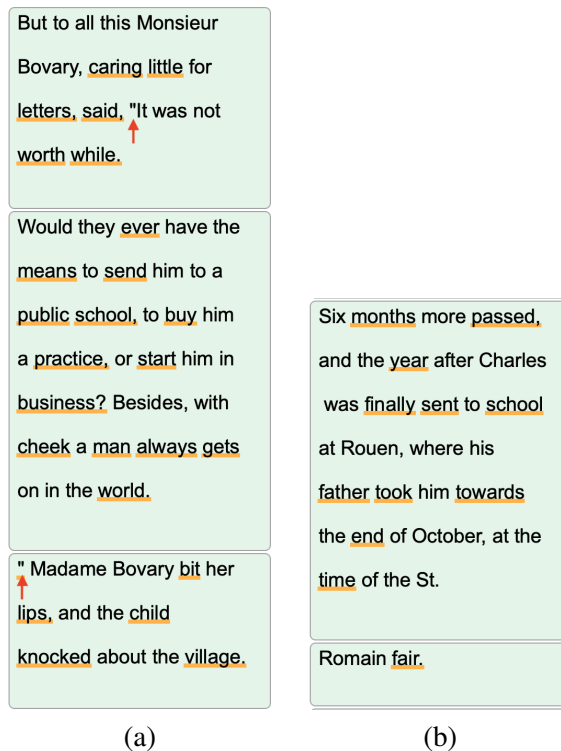 But to all this Monsieur
Bovary, caring little for
letters, said, "It was not
worth while.
Would they ever have the
means to send him to a
public school, to buy him
a practice, or start him in
business? Besides, with
cheek a man always gets
on in the world.
" Madame Bovary bit her
lips, and the child
knocked about the village.
(a)
Six months more passed,
and the year after Charles
was finally sent to school
at Rouen, where his
father took him towards
the end of October, at the
time of the St.
Romain fair.
(b)